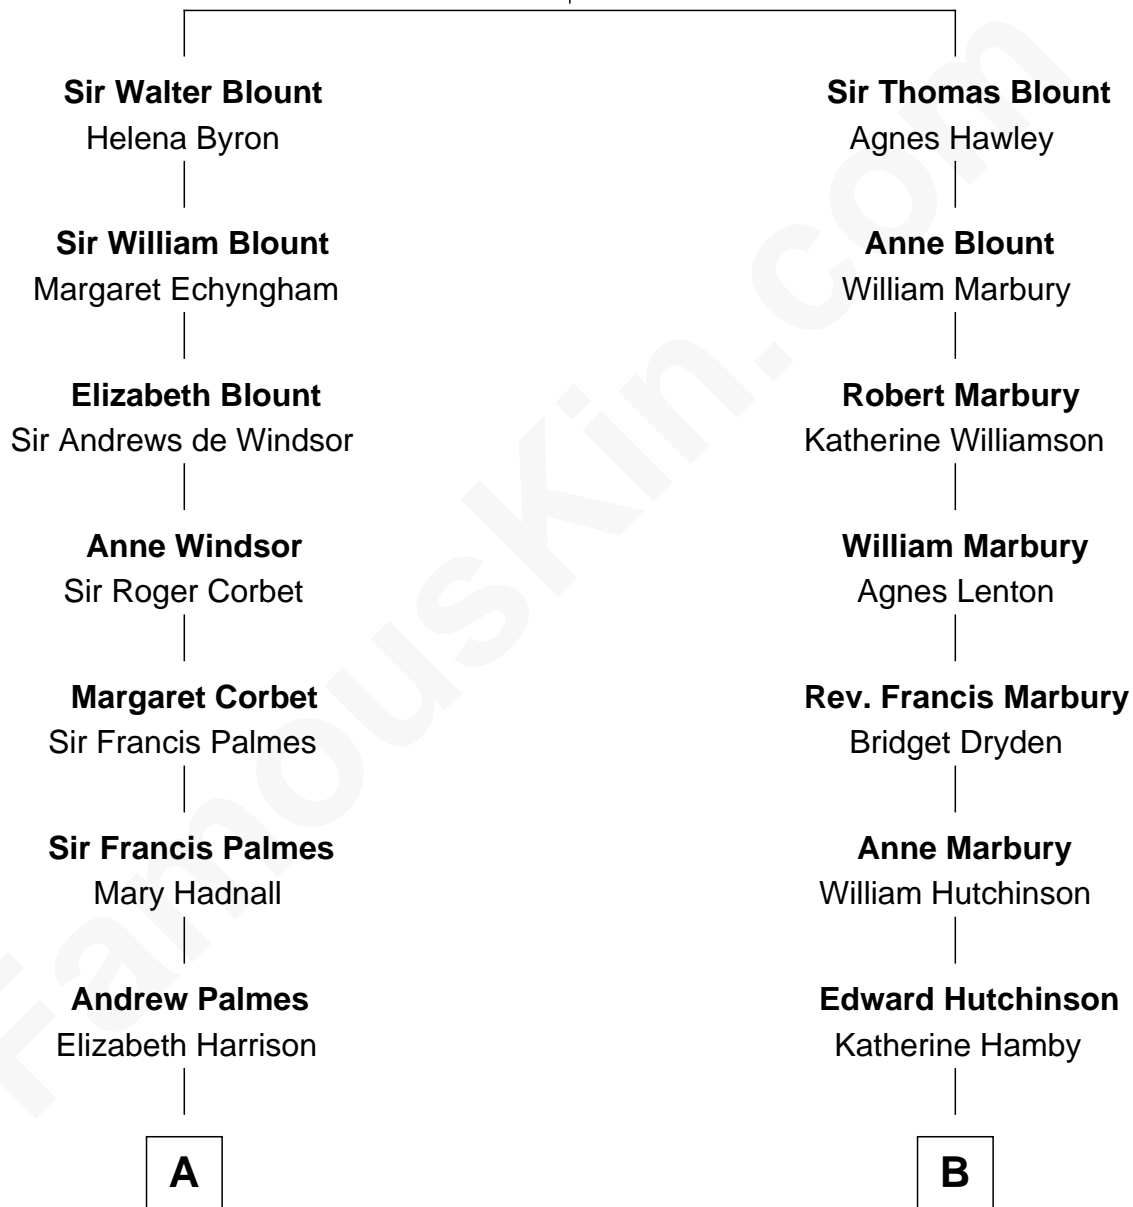 Sir Walter Blount
Helena Byron
Sir William Blount
Margaret Echyngham
Elizabeth Blount
Sir Andrews de Windsor
Anne Windsor
Sir Roger Corbet
Margaret Corbet
Sir Francis Palmes
Sir Francis Palmes
Mary Hadnall
Andrew Palmes
Elizabeth Harrison
A
Sir Thomas Blount
Agnes Hawley
Anne Blount
William Marbury
Robert Marbury
Katherine Williamson
William Marbury
Agnes Lenton
Rev. Francis Marbury
Bridget Dryden
Anne Marbury
William Hutchinson
Edward Hutchinson
Katherine Hamby
B
FamousKin.com